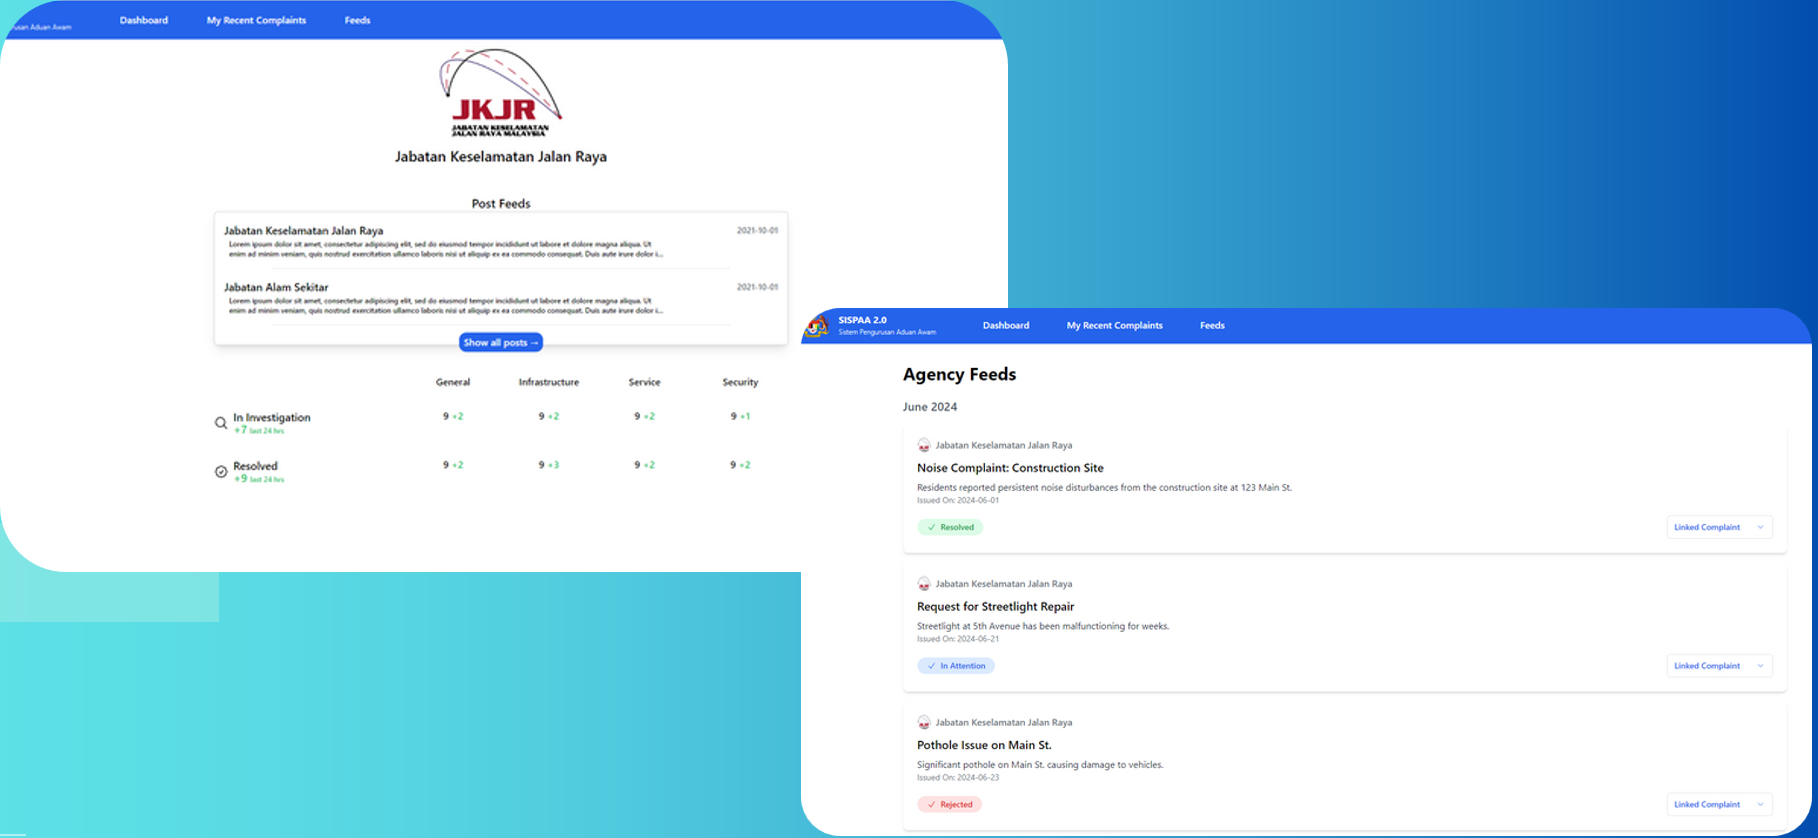 usan Aduan Awam
Dashboard My Recent Complaints Feeds
JKJR
JABATAN KESELAMATAN
JALAN RAYA MALAYSIA
Jabatan Keselamatan Jalan Raya
Post Feeds
Jabatan Keselamatan Jalan Raya 2021-10-01
Lorem ipsum dolor sit amet, consectetur adipiscing elit, sed do eiusmod tempor incididunt ut labore et dolore magna aliqua. Ut
enim ad minim veniam, quis nostrud exercitation ullamco laboris nisi ut aliquip ex ea commodo consequat. Duis aute irure dolor i...
Jabatan Alam Sekitar 2021-10-01
Lorem ipsum dolor sit amet, consectetur adipiscing elit, sed do eiusmod tempor incididunt ut labore et dolore magna aliqua. Ut
enim ad minim veniam, quis nostrud exercitation ullamco laboris nisi ut aliquip ex ea commodo consequat. Duis aute irure dolor i...
Show all posts →
General Infrastructure Service Security
In Investigation 9 +2 9 +2 9 +2 9 +1
+7 last 24 hrs
Resolved 9 +2 9 +3 9 +2 9 +2
+9 last 24 hrs
SISPAA 2.0
Sistem Pengurusan Aduan Awam
Dashboard My Recent Complaints Feeds
Agency Feeds
June 2024
Jabatan Keselamatan Jalan Raya
Noise Complaint: Construction Site
Residents reported persistent noise disturbances from the construction site at 123 Main St.
Issued On: 2024-06-01
✓ Resolved Linked Complaint
Jabatan Keselamatan Jalan Raya
Request for Streetlight Repair
Streetlight at 5th Avenue has been malfunctioning for weeks.
Issued On: 2024-06-21
✓ In Attention Linked Complaint
Jabatan Keselamatan Jalan Raya
Pothole Issue on Main St.
Significant pothole on Main St. causing damage to vehicles.
Issued On: 2024-06-23
✓ Rejected Linked Complaint